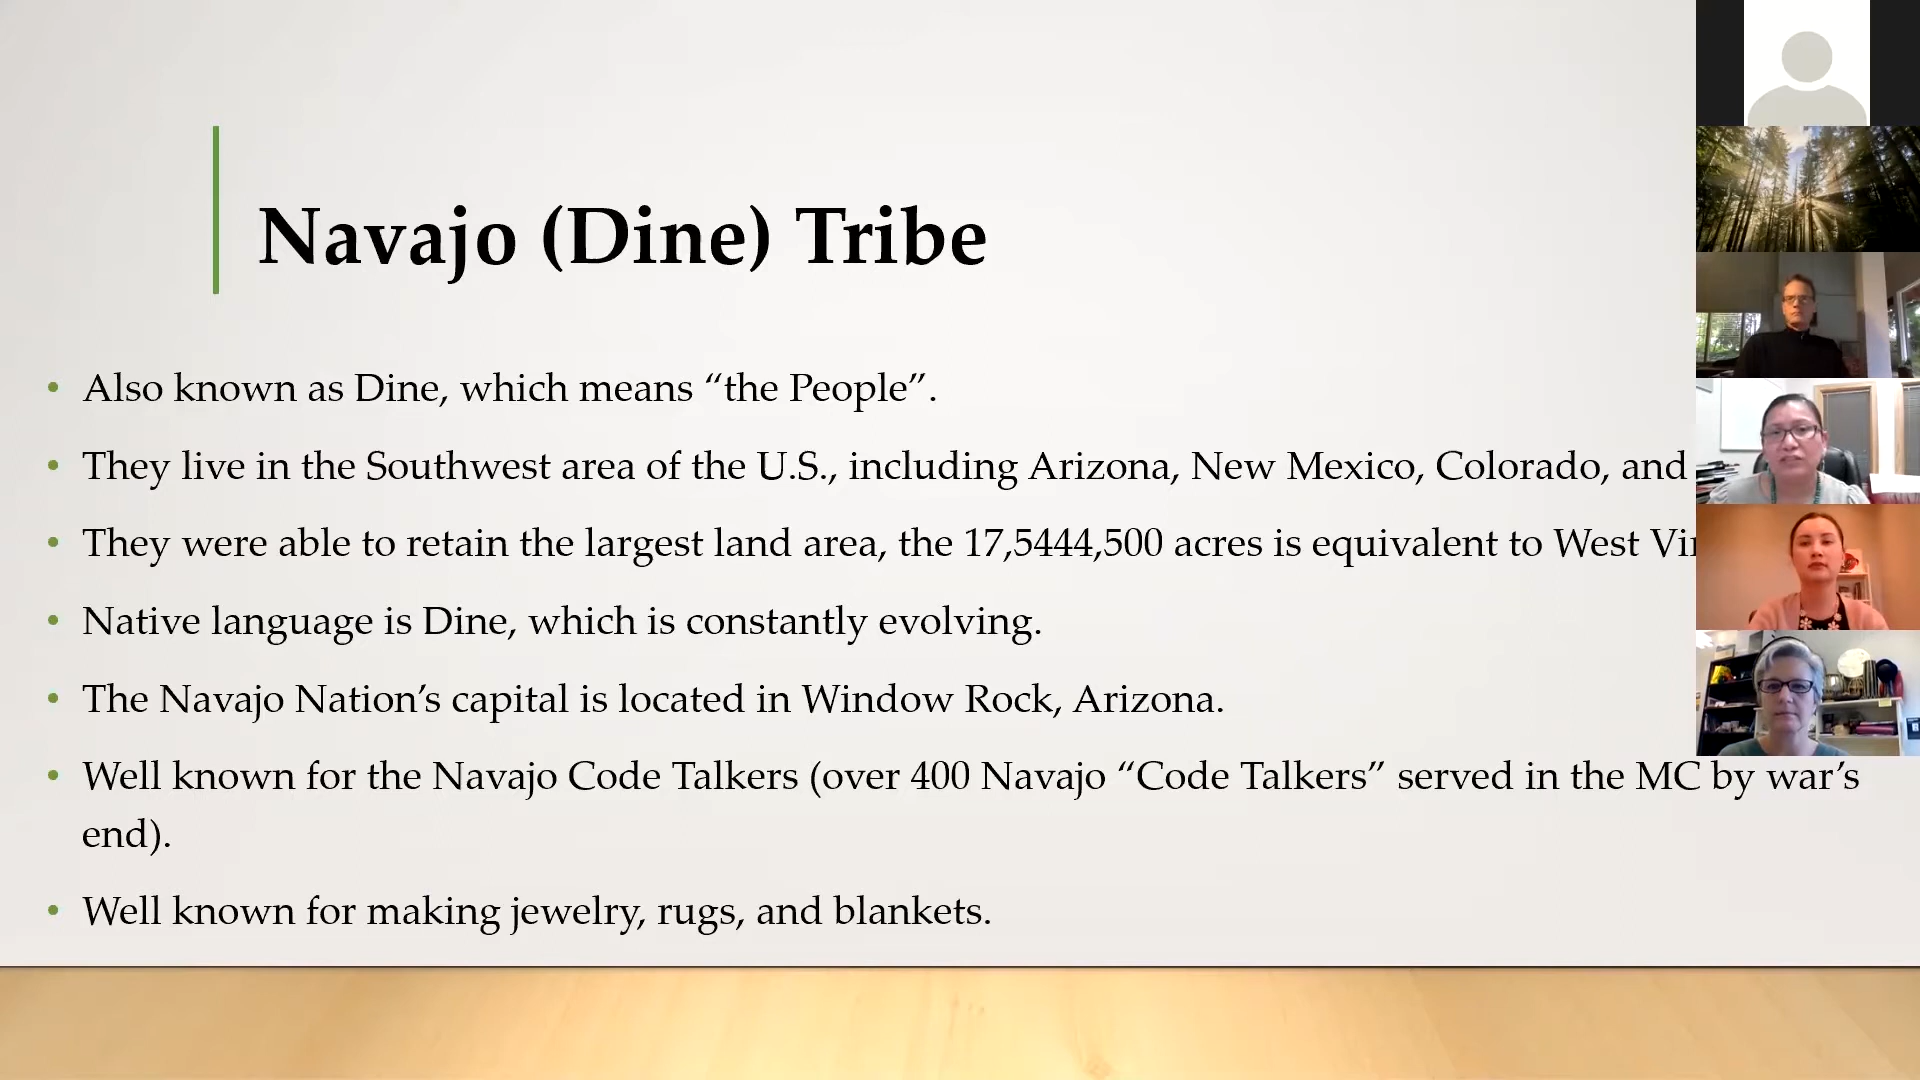 Navajo (Dine) Tribe
• Also known as Dine, which means “the People”.
• They live in the Southwest area of the U.S., including Arizona, New Mexico, Colorado, and
• They were able to retain the largest land area, the 17,5444,500 acres is equivalent to West
• Native language is Dine, which is constantly evolving.
• The Navajo Nation’s capital is located in Window Rock, Arizona.
• Well known for the Navajo Code Talkers (over 400 Navajo “Code Talkers” served in the MC by war’s
end).
• Well known for making jewelry, rugs, and blankets.